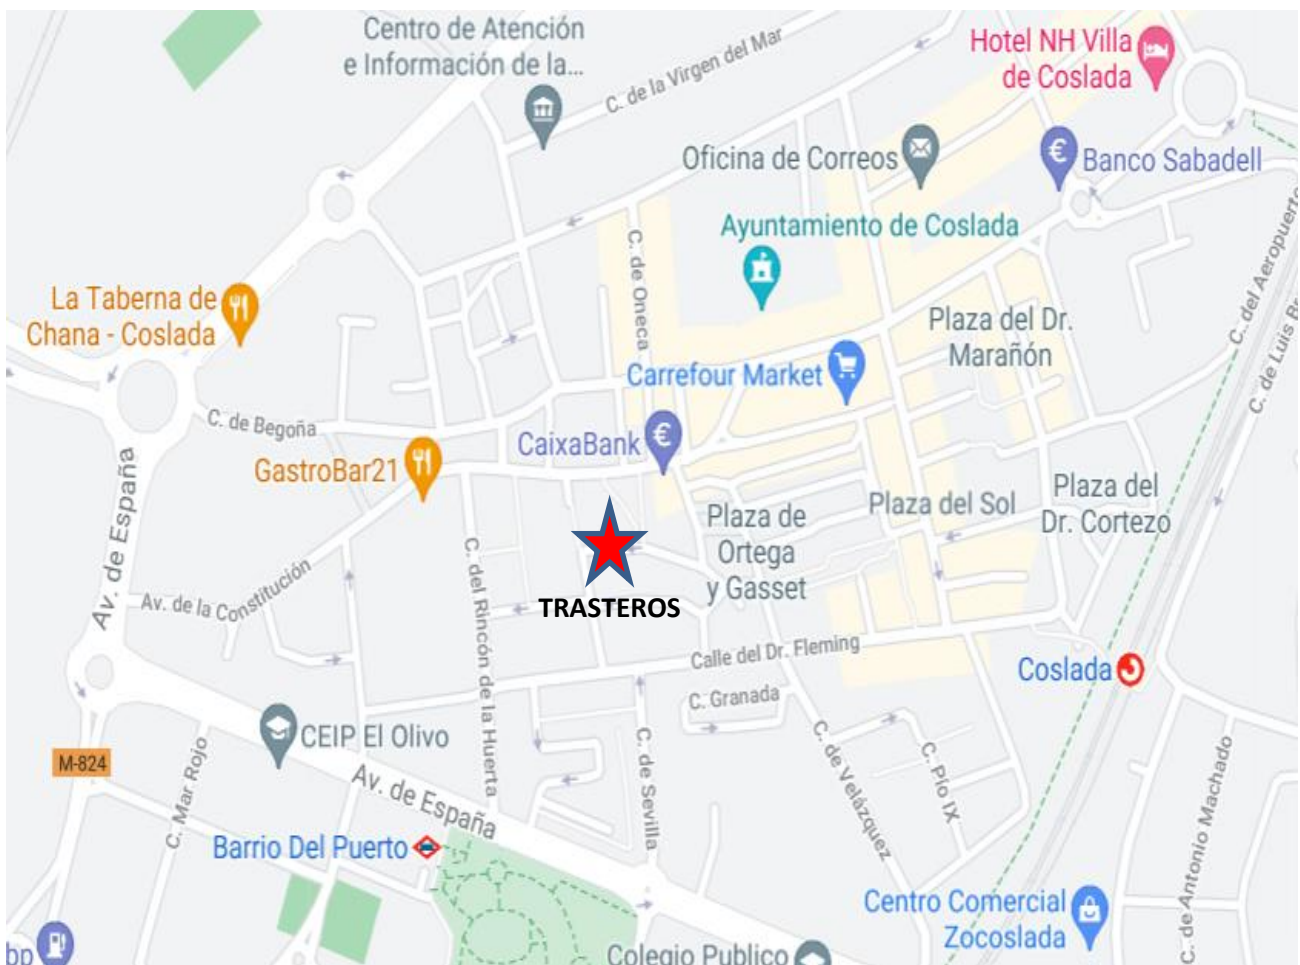 Centro de Atención
e Información de la...
C. de la Virgen del Mar
Hotel NH Villa
de Coslada
Oficina de Correos
Banco Sabadell
Ayuntamiento de Coslada
C. de Oneca
C. del Aeropuerto
La Taberna de
Chana - Coslada
Plaza del Dr.
Marañón
C. de Luis Br
Carrefour Market
C. de Begoña
CaixaBank
GastroBar21
Av. de España
Plaza de
Ortega
y Gasset
Plaza del Sol
Plaza del
Dr. Cortezo
Av. de la Constitución
C. del Rincón de la Huerta
TRASTEROS
Calle del Dr. Fleming
Coslada
C. Granada
CEIP El Olivo
M-824
C. Mar Rojo
Av. de España
C. de Sevilla
C. de Velázquez
C. Pío IX
C. de Antonio Machado
Barrio Del Puerto
Centro Comercial
Zocoslada
bp
Colegio Publico